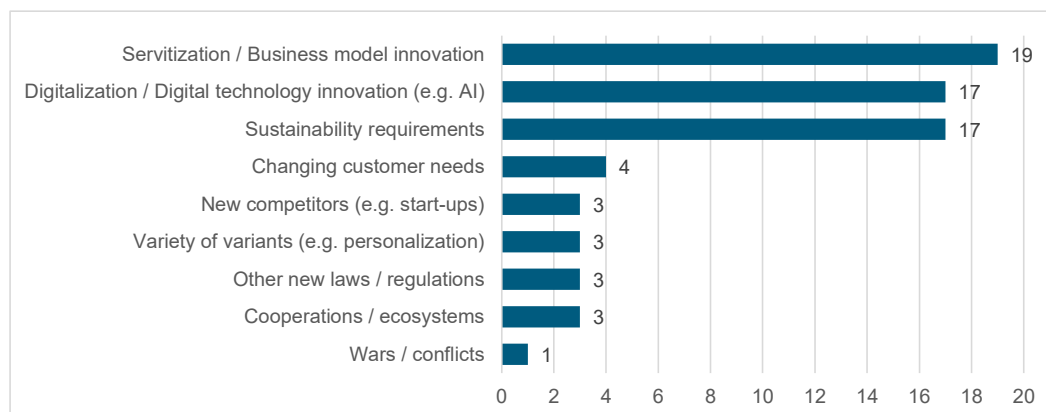 Servitization / Business model innovation 19
Digitalization / Digital technology innovation (e.g. AI) 17
Sustainability requirements 17
Changing customer needs 4
New competitors (e.g. start-ups) 3
Variety of variants (e.g. personalization) 3
Other new laws / regulations 3
Cooperations / ecosystems 3
Wars / conflicts 1
0 2 4 6 8 10 12 14 16 18 20